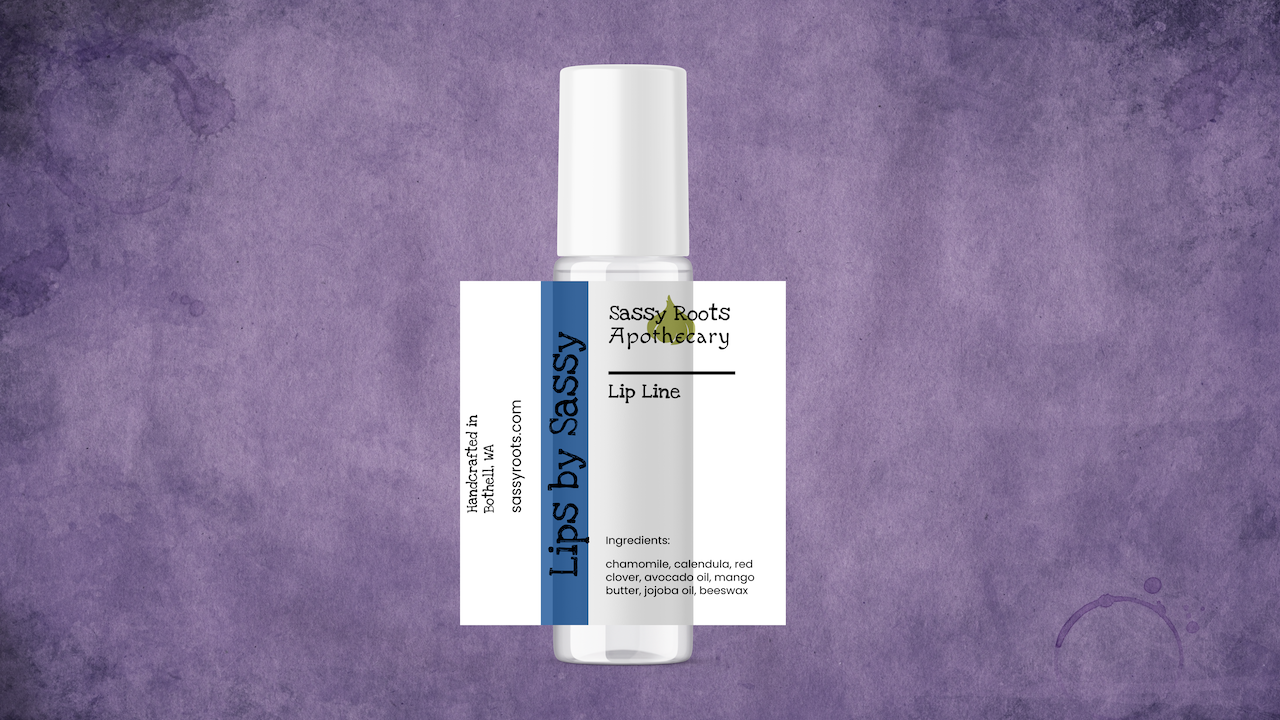 Handcrafted in
Bothell, WA
sassyroots.com
Lips by Sassy
Sassy Roots
Apothecary
Lip Line
Ingredients:
chamomile, calendula, red
clover, avocado oil, mango
butter, jojoba oil, beeswax